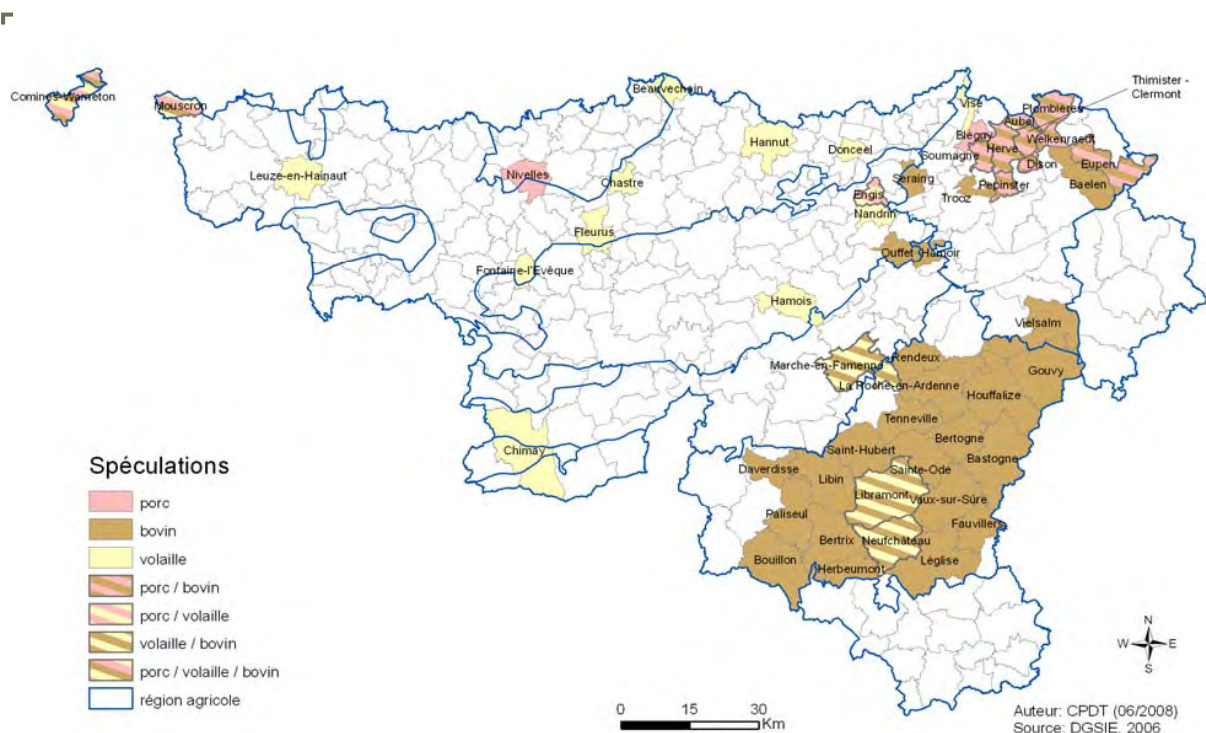 Comines-Warneton
Mouscron
Leuze-en-Hainaut
Nivelles
Beauvechain
Chastre
Fleurus
Fontaine-l'Evêque
Hannut
Donceel
Visé
Blegny
Soumagne
Seraing
Engis
Nandrin
Trooz
Thimister -
Clermont
Plombières
Aubel
Welkenraedt
Herve
Dison
Eupen
Pepinster
Baelen
Ouffet
Hamoir
Hamois
Chimay
Marche-en-Famenne
Rendeux
La Roche-en-Ardenne
Vielsalm
Gouvy
Houffalize
Tenneville
Bertogne
Bastogne
Saint-Hubert
Sainte-Ode
Daverdisse
Libin
Libramont
Vaux-sur-Sûre
Paliseul
Fauvillers
Bertrix
Neufchâteau
Bouillon
Herbeumont
Léglise
Spéculations
porc
bovin
volaille
porc / bovin
porc / volaille
volaille / bovin
porc / volaille / bovin
région agricole
0 15 30
Km
N
W E
S
Auteur: CPDT (06/2008)
Source: DGSIE, 2006